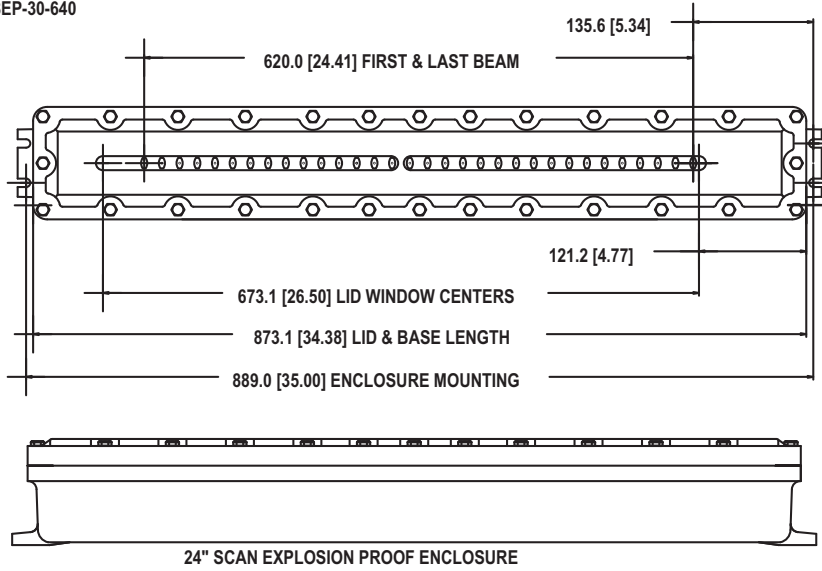 EP-30-640
135.6 [5.34]
620.0 [24.41] FIRST & LAST BEAM
121.2 [4.77]
673.1 [26.50] LID WINDOW CENTERS
873.1 [34.38] LID & BASE LENGTH
889.0 [35.00] ENCLOSURE MOUNTING
24" SCAN EXPLOSION PROOF ENCLOSURE